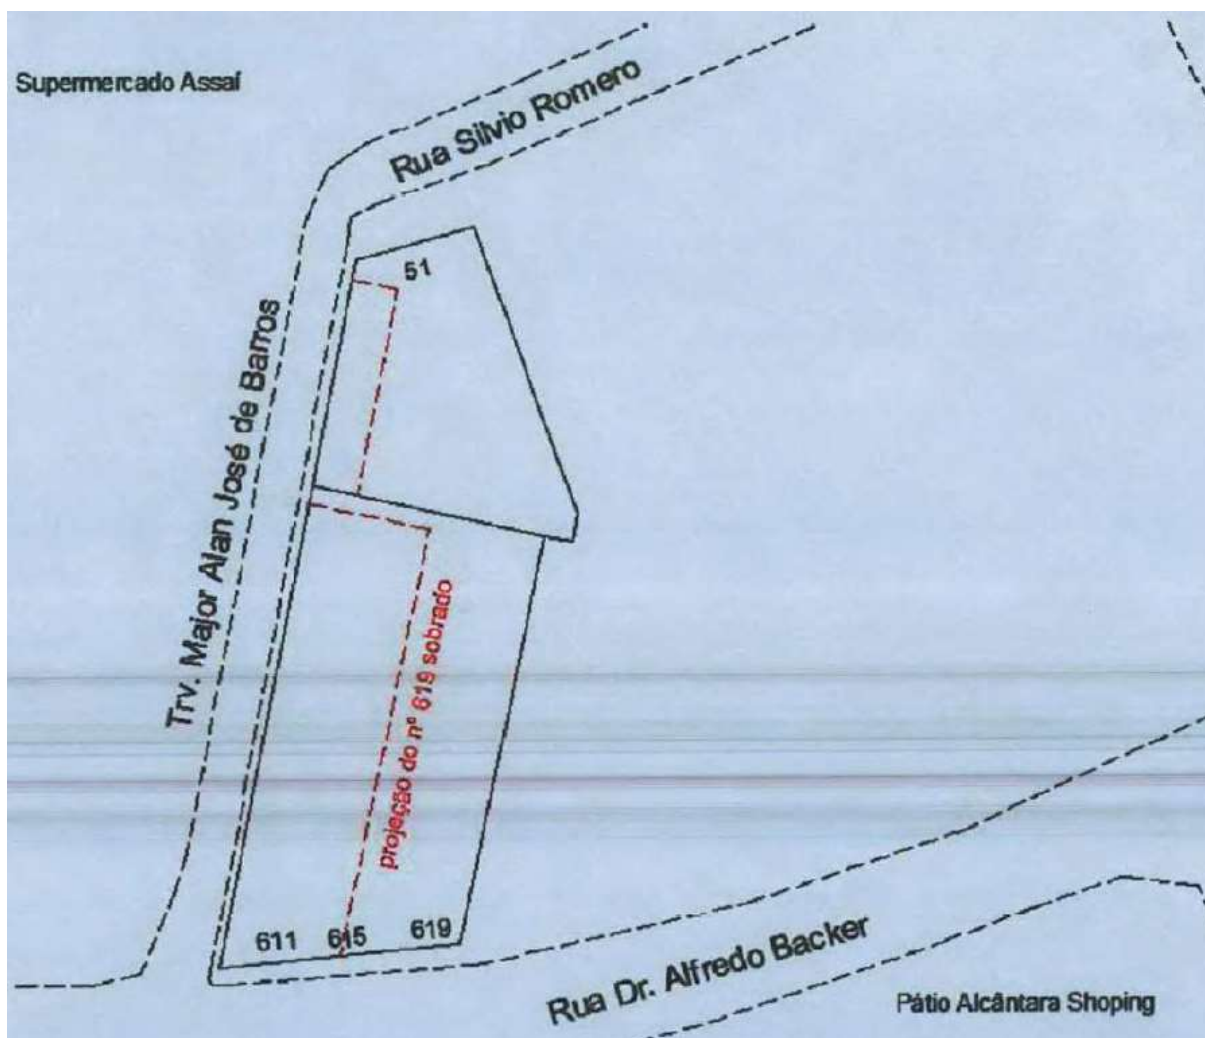 Supermercado Assaí
Rua Silvio Romero
51
Trv. Major Alan José de Barros
projeção do nº 619 sobrado
611
615
619
Rua Dr. Alfredo Backer
Pátio Alcântara Shoping